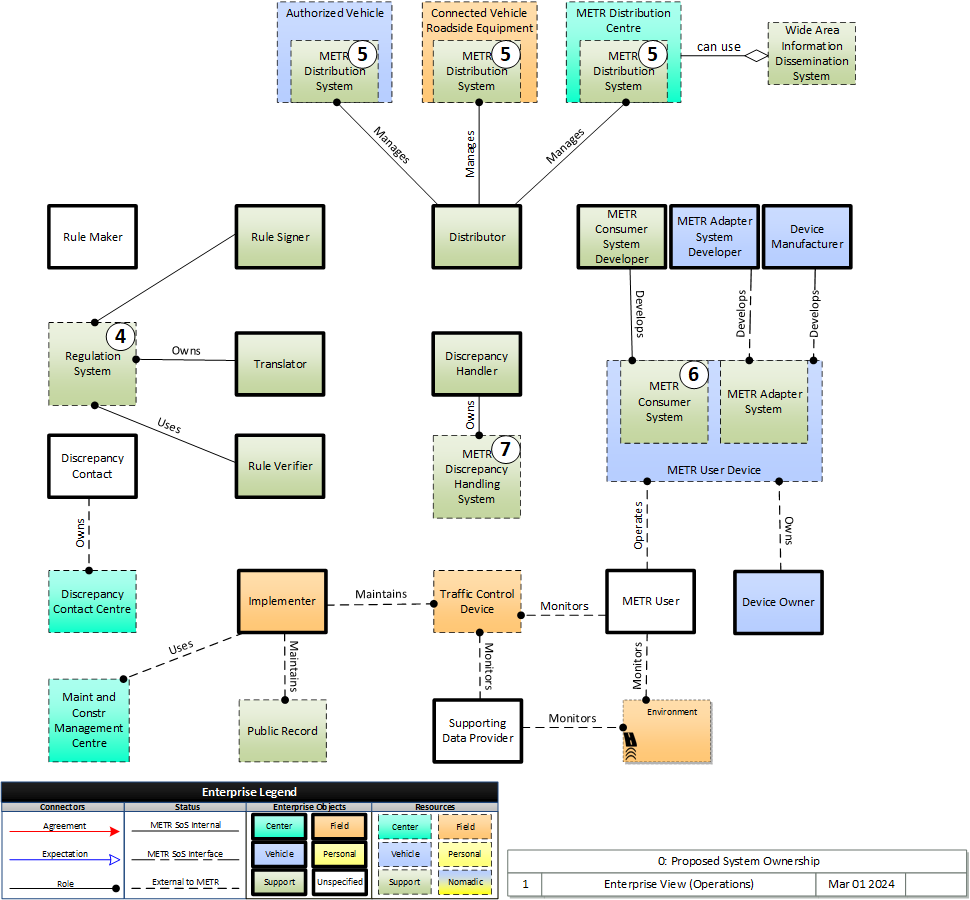 Authorized Vehicle
Connected Vehicle
Roadside Equipment
METR Distribution
Centre
METR
Distribution
System
5
METR
Distribution
System
5
METR
Distribution
System
5
can use
Wide Area
Information
Dissemination
System
Manages
Manages
Manages
Rule Maker
Rule Signer
Distributor
METR
Consumer
System
Developer
METR Adapter
System
Developer
Device
Manufacturer
Develops
Develops
Develops
4
Regulation
System
Owns
Translator
Discrepancy
Handler
6
METR
Consumer
System
METR Adapter
System
METR User Device
Uses
Owns
Discrepancy
Contact
Rule Verifier
7
METR
Discrepancy
Handling
System
Owns
Operates
Owns
Discrepancy
Contact Centre
Implementer
Maintains
Traffic Control
Device
Monitors
METR User
Device Owner
Uses
Maintains
Monitors
Monitors
Maint and
Constr
Management
Centre
Public Record
Supporting
Data Provider
Monitors
Environment
Enterprise Legend
Connectors
Status
Enterprise Objects
Resources
Agreement
METR SoS Internal
Center
Field
Center
Field
Expectation
METR SoS Interface
Vehicle
Personal
Vehicle
Personal
Role
External to METR
Support
Unspecified
Support
Nomadic
0: Proposed System Ownership
1
Enterprise View (Operations)
Mar 01 2024